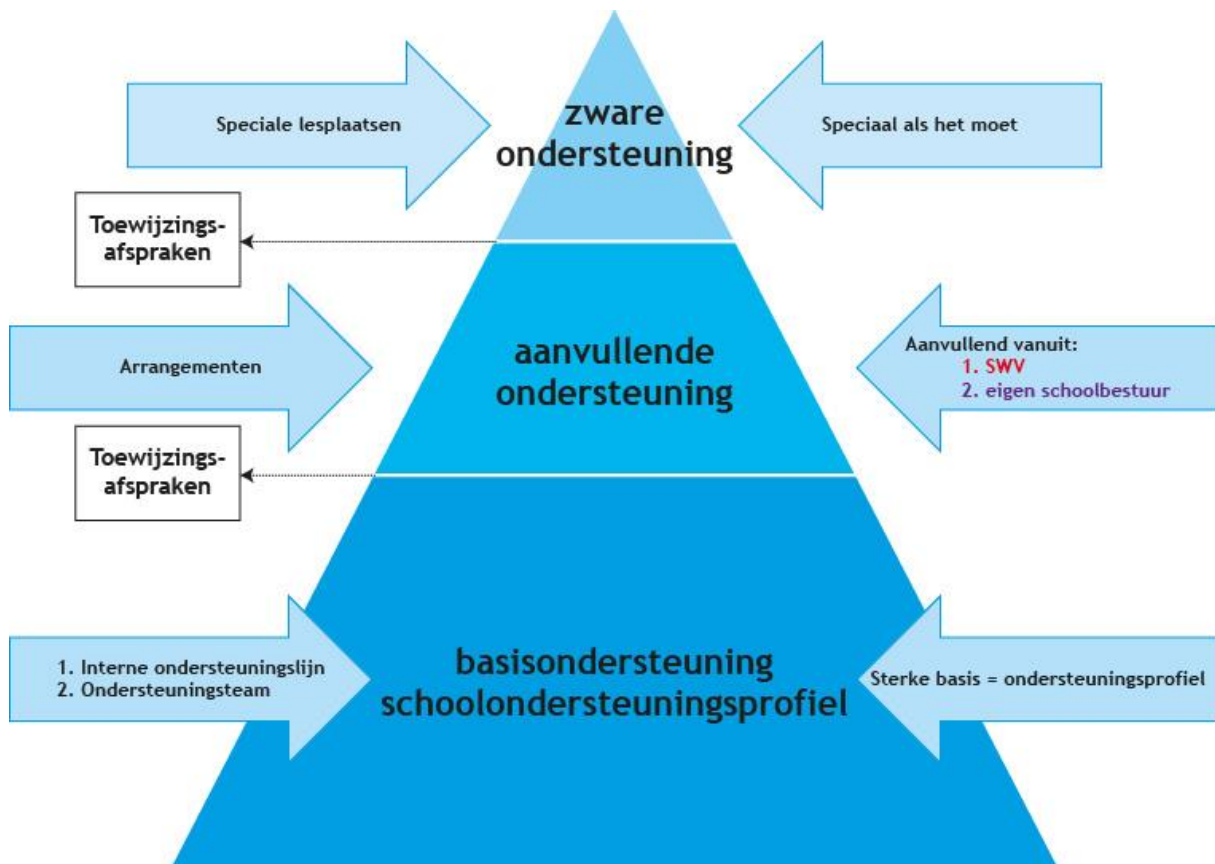 zware
ondersteuning
Speciale lesplaatsen
Speciaal als het moet
Toewijzings-
afspraken
aanvullende
ondersteuning
Arrangementen
Aanvullend vanuit:
1. SWV
2. eigen schoolbestuur
Toewijzings-
afspraken
basisondersteuning
schoolondersteuningsprofiel
1. Interne ondersteuningslijn
2. Ondersteuningsteam
Sterke basis = ondersteuningsprofiel